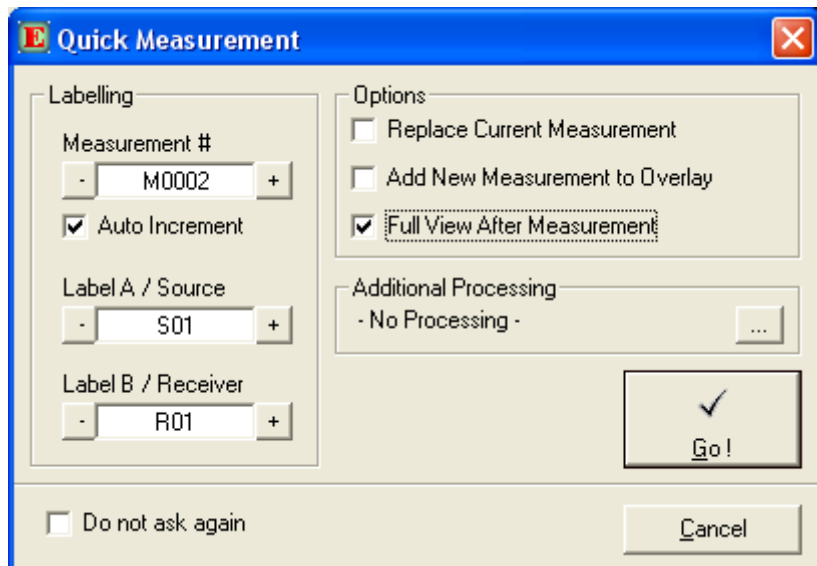 E Quick Measurement
Labelling
Measurement #
- M0002 +
Auto Increment
Label A / Source
- S01 +
Label B / Receiver
- R01 +
Options
Replace Current Measurement
Add New Measurement to Overlay
Full View After Measurement
Additional Processing
- No Processing - ...
Go!
Do not ask again
Cancel